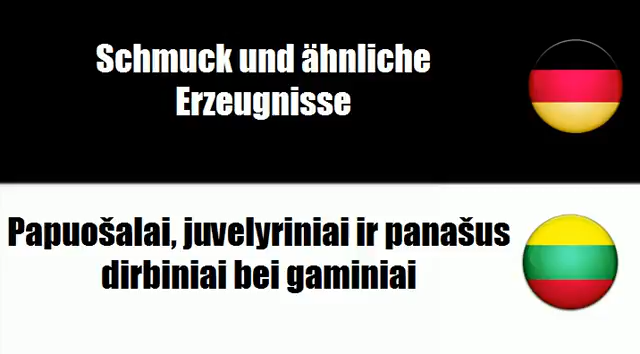 Schmuck und ähnliche
Erzeugnisse
Papuošalai, juvelyriniai ir panašus
dirbiniai bei gaminiai